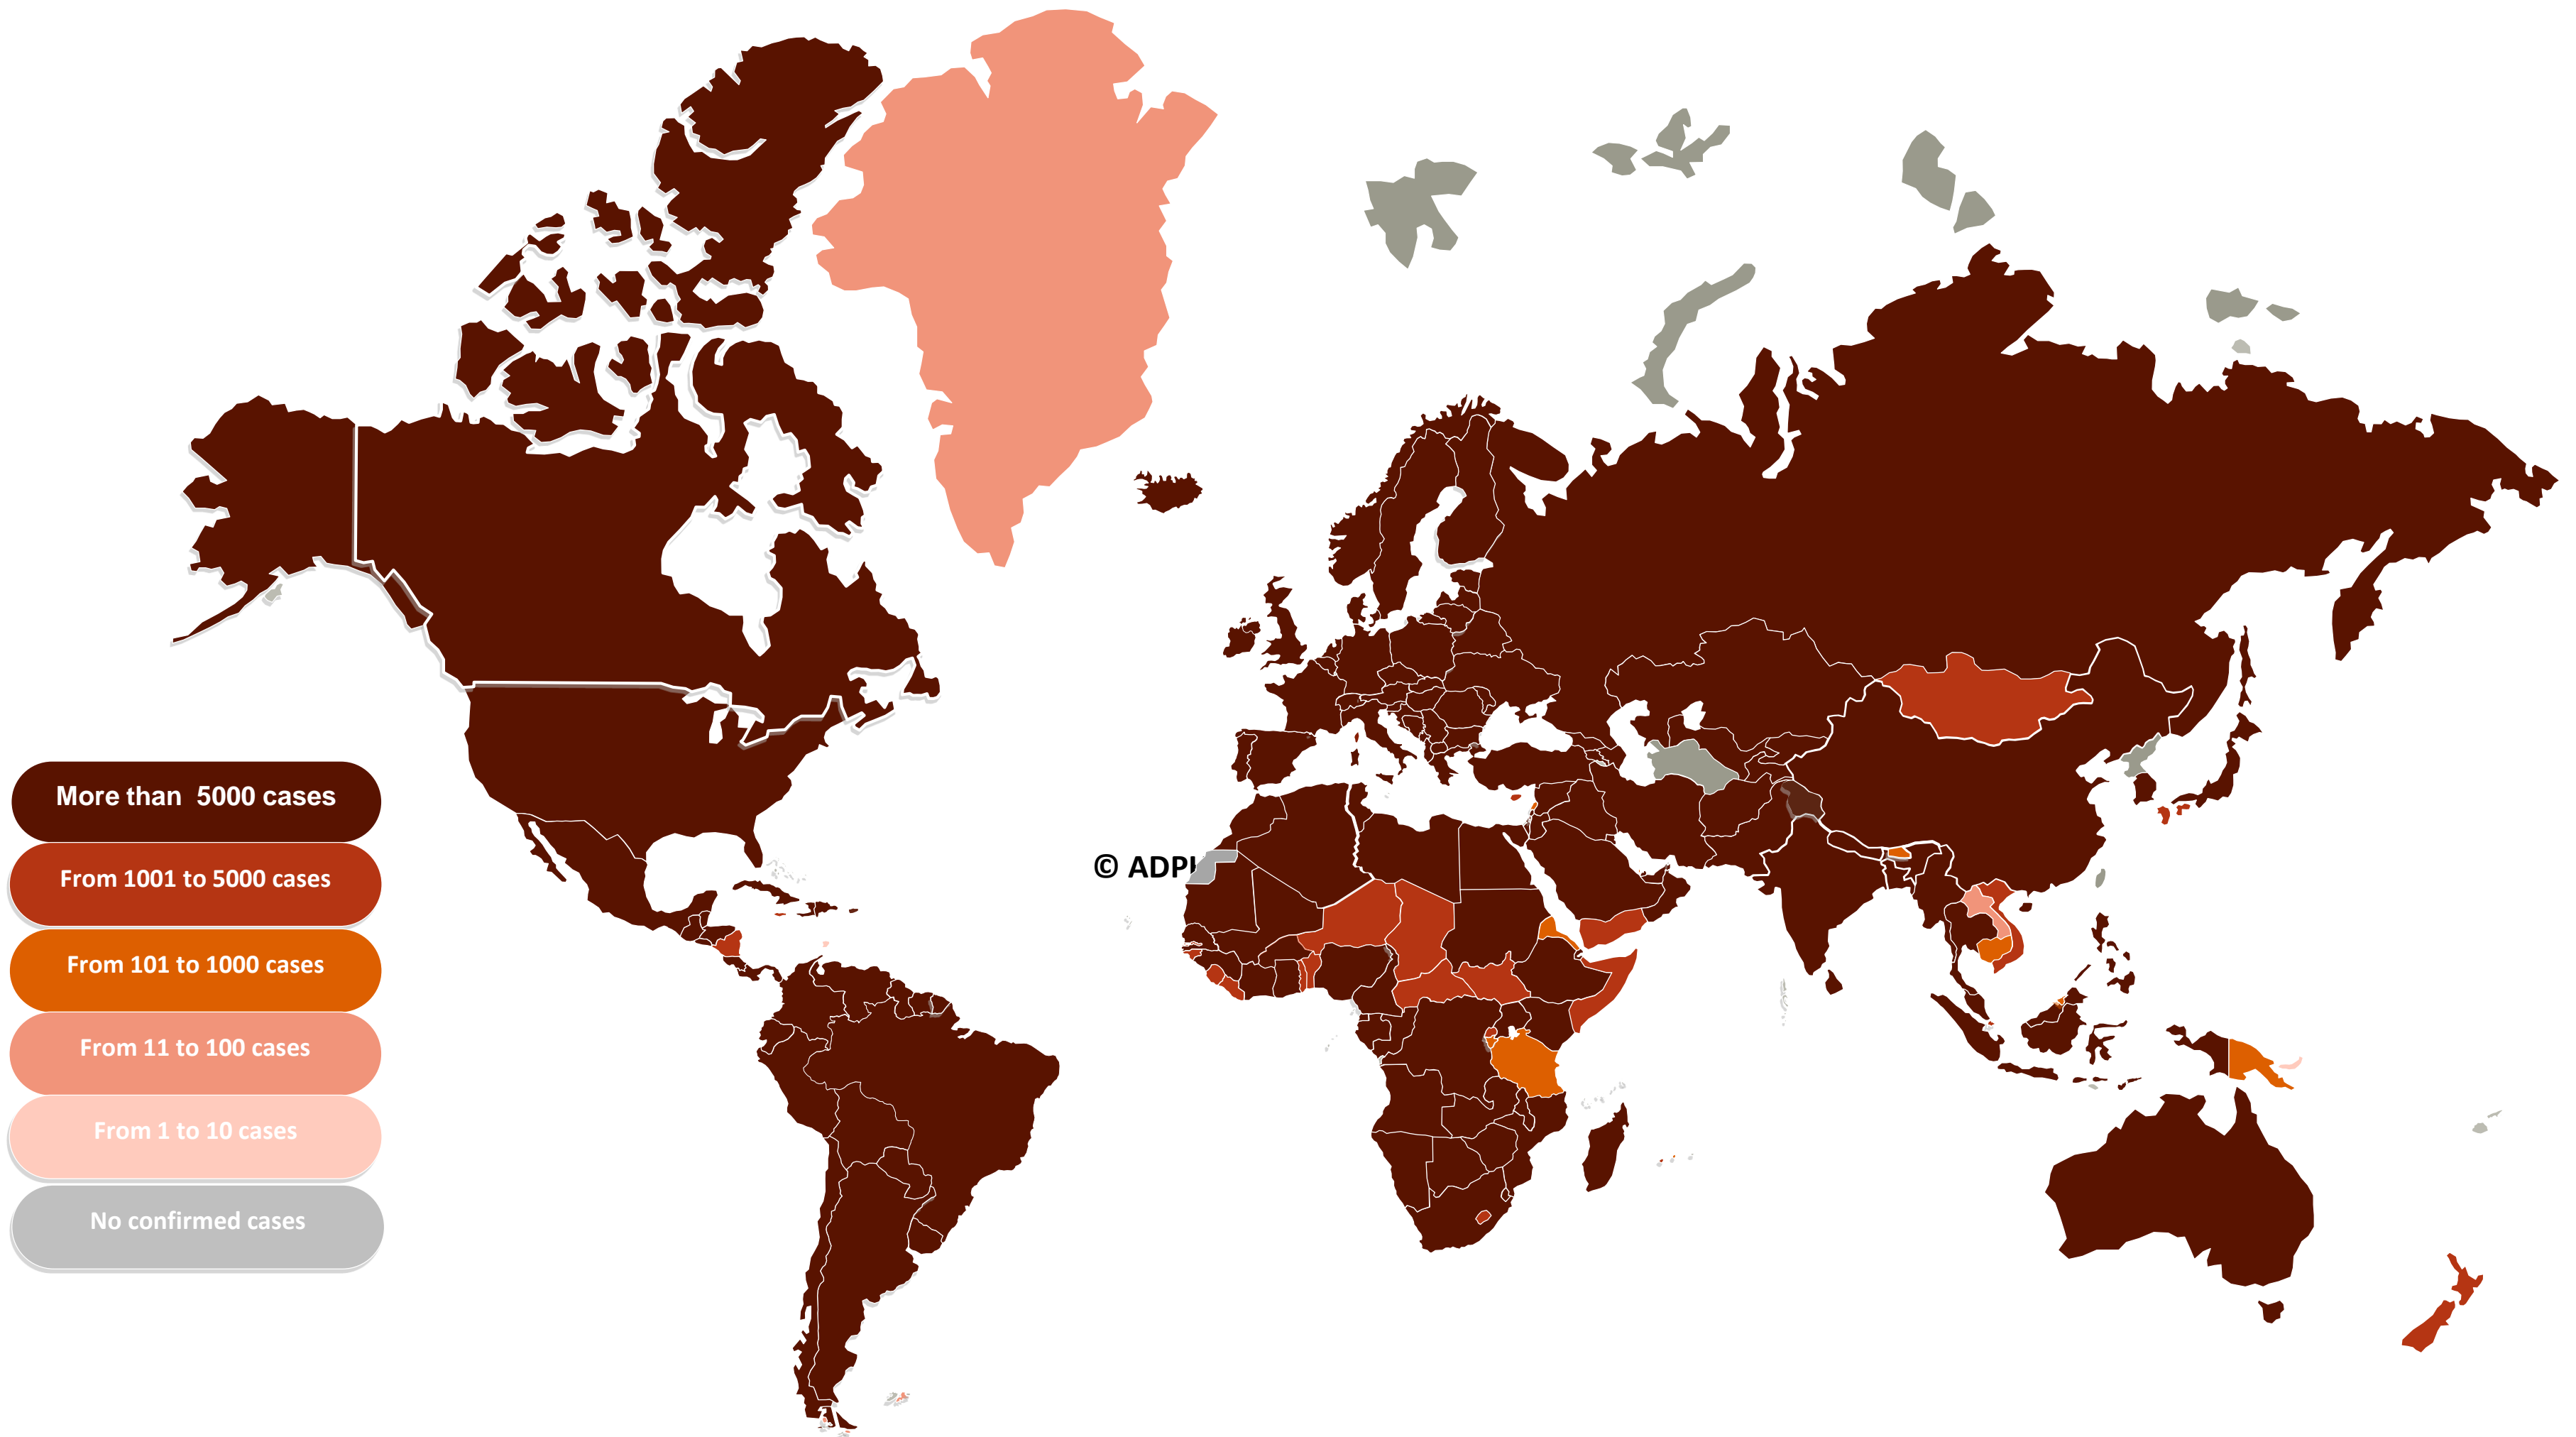 More than 5000 cases
From 1001 to 5000 cases
From 101 to 1000 cases
From 11 to 100 cases
From 1 to 10 cases
No confirmed cases
©